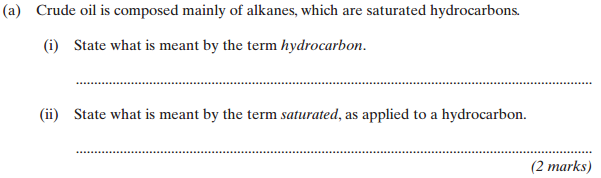 (a) Crude oil is composed mainly of alkanes, which are saturated hydrocarbons.
(i) State what is meant by the term hydrocarbon.
(ii) State what is meant by the term saturated, as applied to a hydrocarbon.
(2 marks)